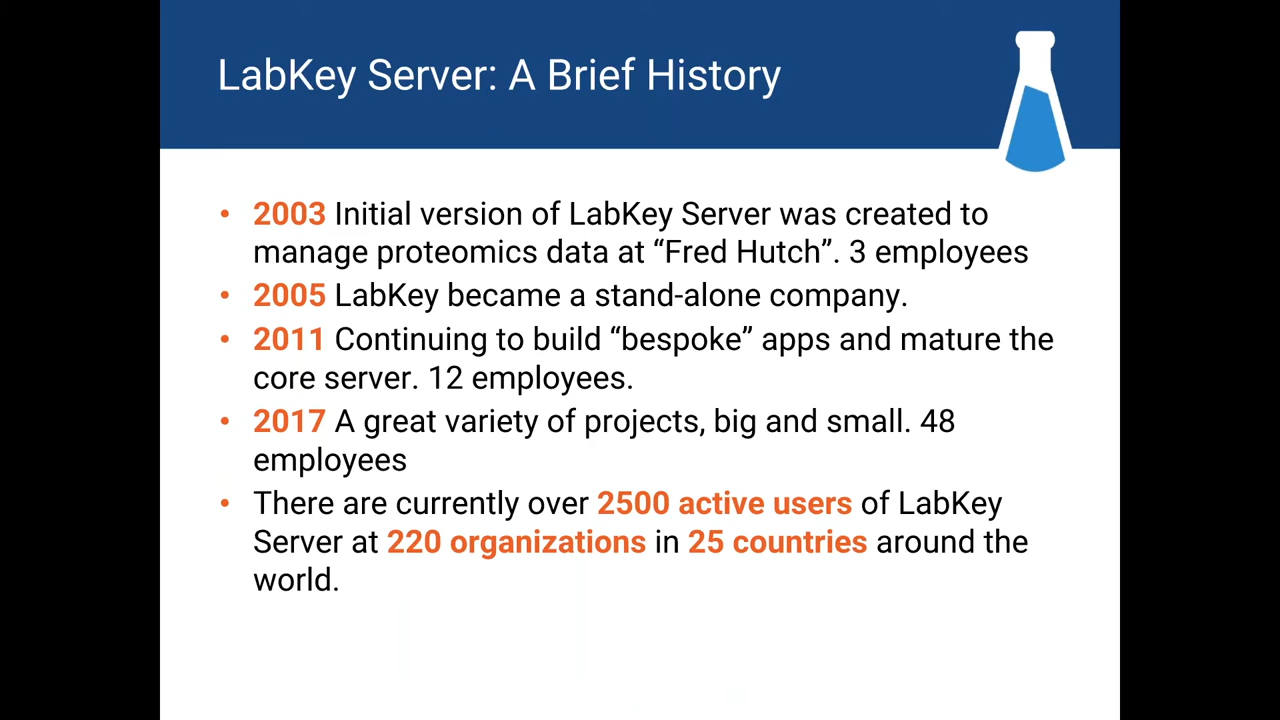 LabKey Server: A Brief History
• 2003 Initial version of LabKey Server was created to
manage proteomics data at “Fred Hutch”. 3 employees
• 2005 LabKey became a stand-alone company.
• 2011 Continuing to build “bespoke” apps and mature the
core server. 12 employees.
• 2017 A great variety of projects, big and small. 48
employees
• There are currently over 2500 active users of LabKey
Server at 220 organizations in 25 countries around the
world.